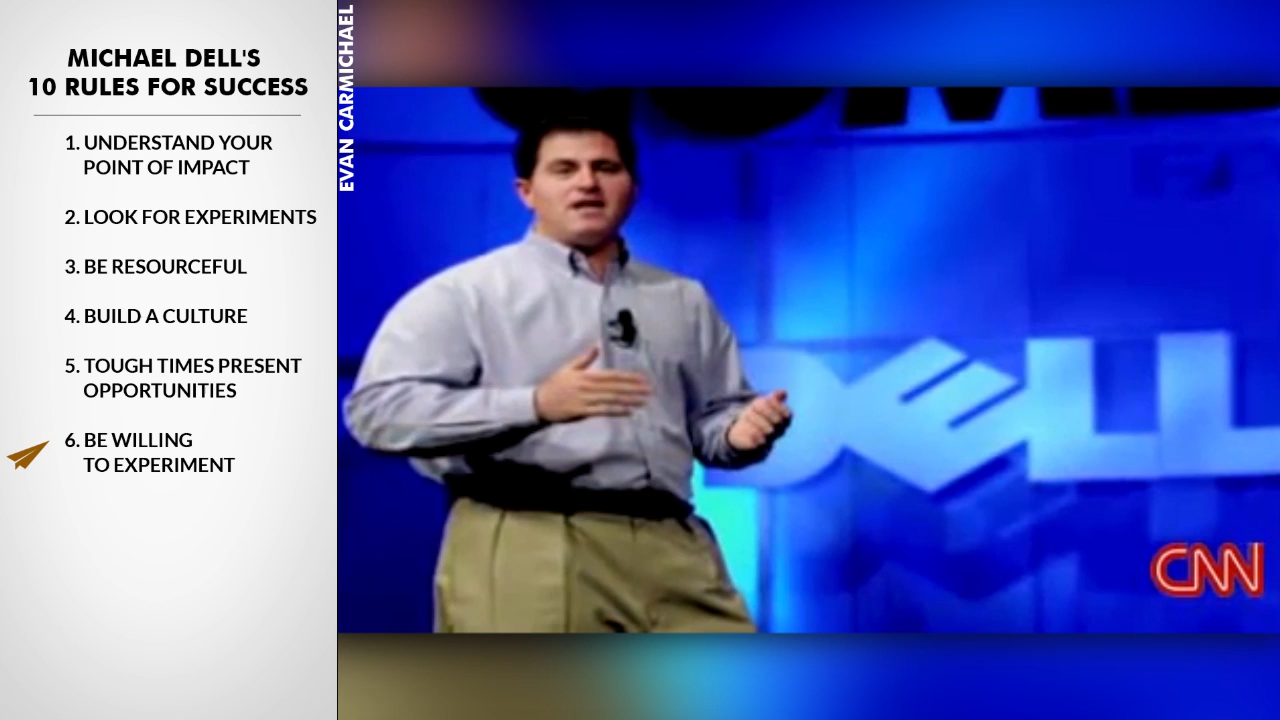 MICHAEL DELL'S
10 RULES FOR SUCCESS
1. UNDERSTAND YOUR
POINT OF IMPACT
2. LOOK FOR EXPERIMENTS
3. BE RESOURCEFUL
4. BUILD A CULTURE
5. TOUGH TIMES PRESENT
OPPORTUNITIES
6. BE WILLING
TO EXPERIMENT
EVAN CARMICHAEL
DELL
CNN